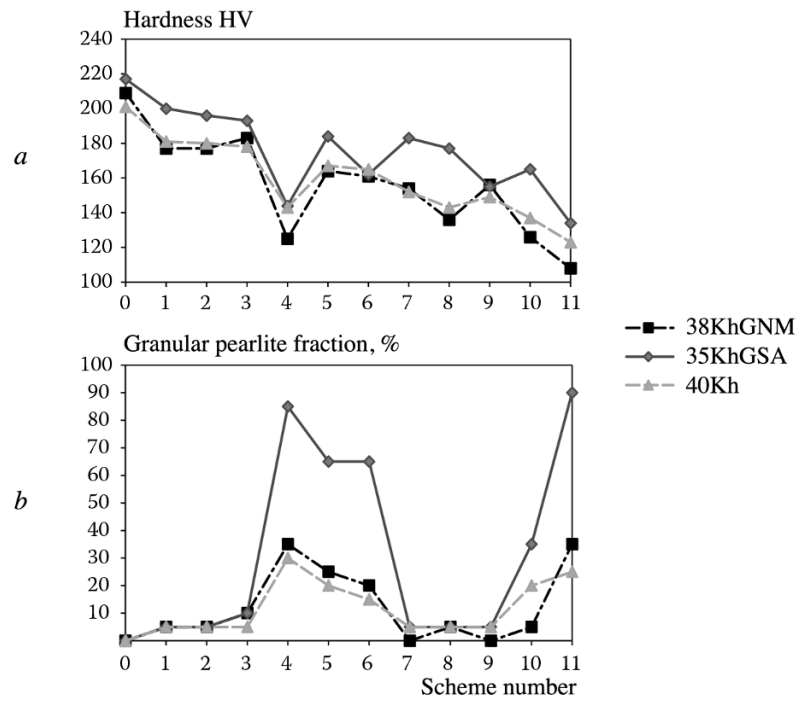 Hardness HV
240
220
200
180
160
140
120
100
a
0 1 2 3 4 5 6 7 8 9 10 11
Granular pearlite fraction, %
100
90
80
70
60
50
40
30
20
10
b
0 1 2 3 4 5 6 7 8 9 10 11
Scheme number
38KhGNM
35KhGSA
40Kh